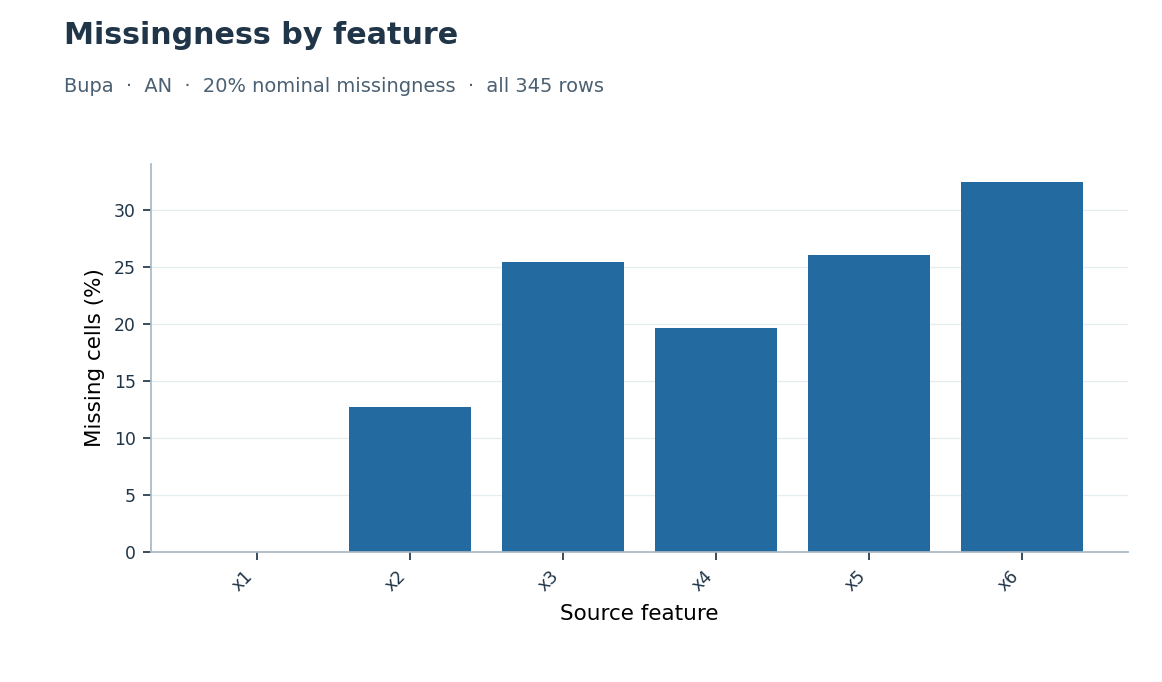 Missingness by feature
Bupa · AN · 20% nominal missingness · all 345 rows
Missing cells (%)
30
25
20
15
10
5
0
x1 x2 x3 x4 x5 x6
Source feature